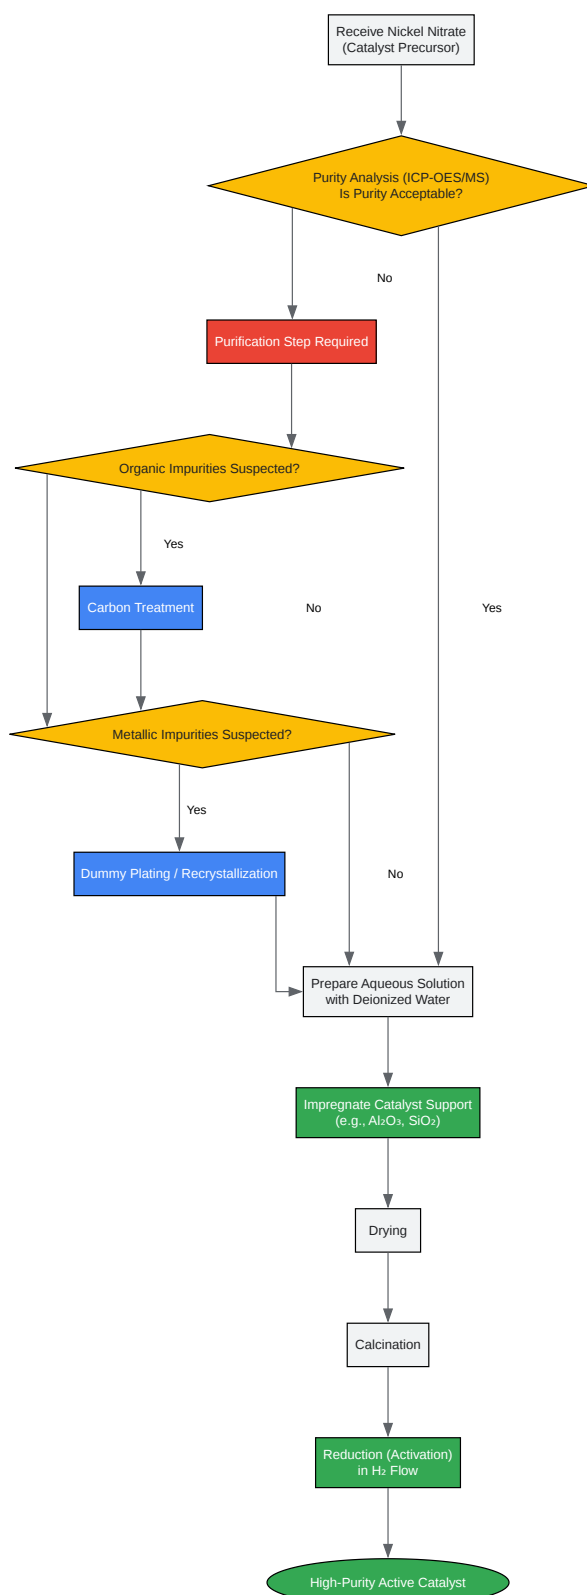 Receive Nickel Nitrate
(Catalyst Precursor)
Purity Analysis (ICP-OES/MS)
Is Purity Acceptable?
No
Purification Step Required
Organic Impurities Suspected?
Yes
Carbon Treatment
No
Yes
Metallic Impurities Suspected?
Yes
Dummy Plating / Recrystallization
No
Prepare Aqueous Solution
with Deionized Water
Impregnate Catalyst Support
(e.g., Al₂O₃, SiO₂)
Drying
Calcination
Reduction (Activation)
in H₂ Flow
High-Purity Active Catalyst